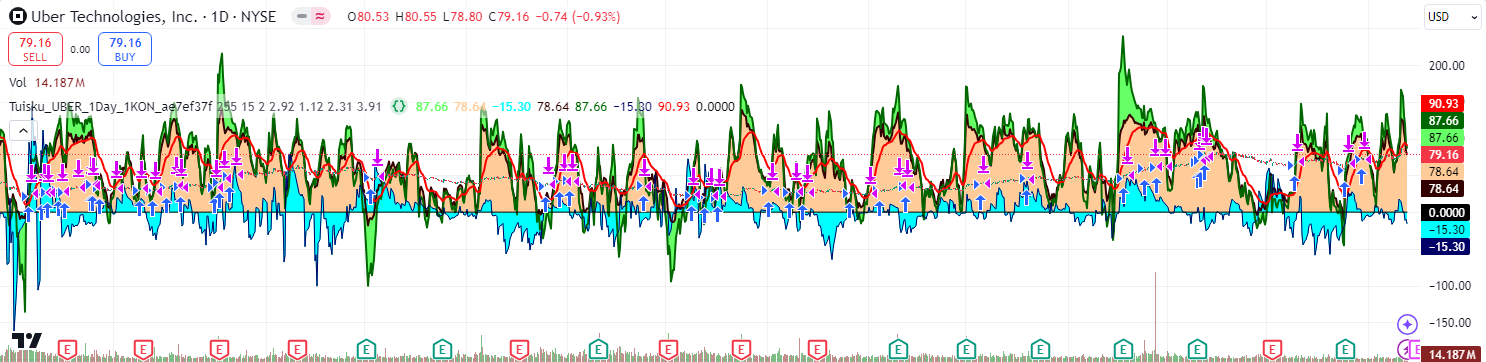 Uber Technologies, Inc. · 1D · NYSE O80.53 H80.55 L78.80 C79.16 −0.74 (−0.93%)
USD
79.16 SELL 0.00 79.16 BUY
Vol 14.187M
Tuisku_UBER_1Day_1KON_ae7ef37f 255 15 2 2.92 1.12 2.31 3.91 87.66 78.64 −15.30 78.64 87.66 −15.30 90.93 0.0000
200.00
90.93
87.66
87.66
79.16
78.64
78.64
0.0000
−15.30
−15.30
−100.00
−150.00
E E E E E E E E E E E E E E E E E E
14.187M